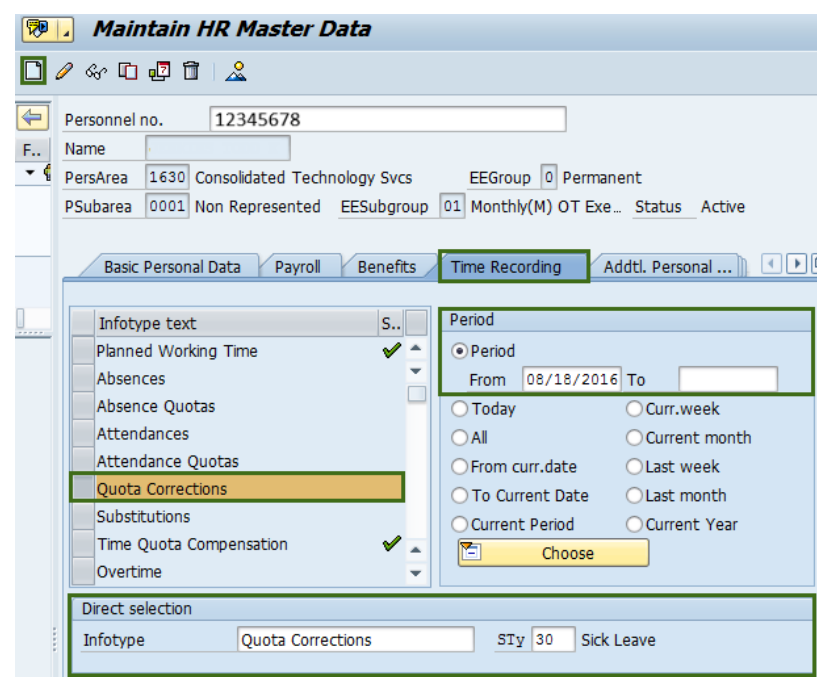 Maintain HR Master Data
Personnel no. 12345678
F..
Name
PersArea 1630 Consolidated Technology Svcs EEGroup 0 Permanent
PSubarea 0001 Non Represented EESubgroup 01 Monthly(M) OT Exe... Status Active
Basic Personal Data Payroll Benefits Time Recording Addtl. Personal ...
Infotype text S..
Planned Working Time
Absences
Absence Quotas
Attendances
Attendance Quotas
Quota Corrections
Substitutions
Time Quota Compensation
Overtime
Period
Period
From 08/18/2016 To
Today Curr.week
All Current month
From curr.date Last week
To Current Date Last month
Current Period Current Year
Choose
Direct selection
Infotype Quota Corrections STy 30 Sick Leave